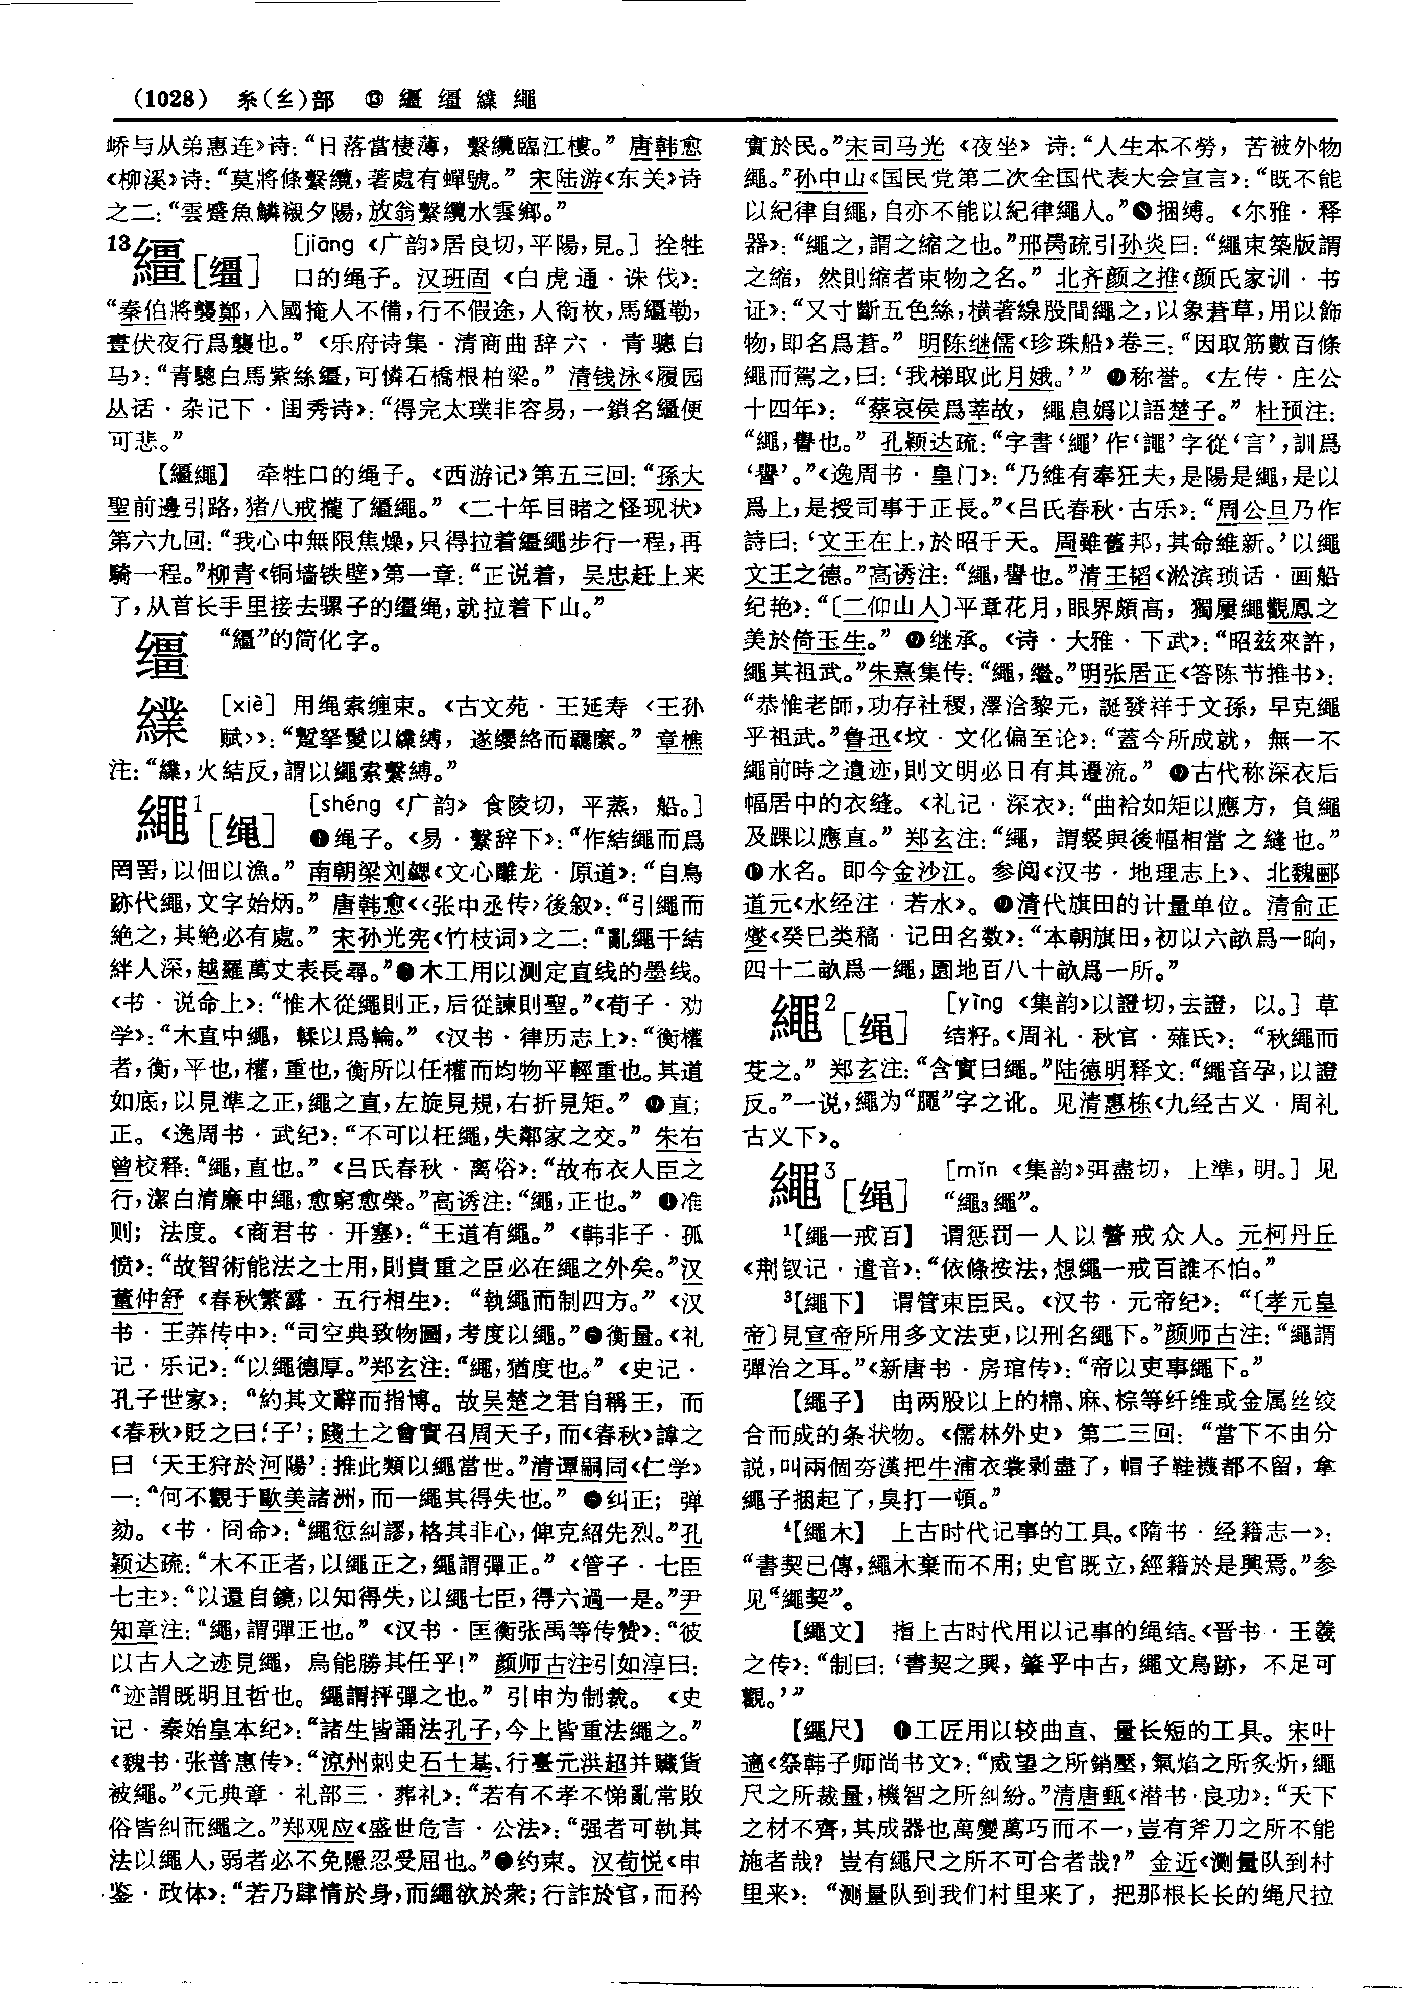 (1028) 糸(纟)部 ⑬ 繮 缰 緤 繩
峤与从弟惠连》诗：“日落當棲薄，繫纜臨江樓。” 唐韩愈
《柳溪》诗：“莫將條繫纜，著處有蟬號。” 宋陆游《东关》诗
之二：“雲蹙魚鱗襯夕陽，放翁繫纜水雲鄉。”
13繮[缰] [jiāng 《广韵》居良切，平陽，見。] 拴牲
口的绳子。汉班固《白虎通·诛伐》：
“秦伯將襲鄭，入國掩人不備，行不假途，人銜枚，馬繮勒，
晝伏夜行爲襲也。” 《乐府诗集·清商曲辞六·青骢白
马》：“青驄白馬紫絲繮，可憐石橋根柏梁。” 清钱泳《履园
丛话·杂记下·闺秀诗》：“得完太璞非容易，一鎖名繮便
可悲。”
【繮繩】 牵牲口的绳子。《西游记》第五三回：“孫大
聖前邊引路，猪八戒攏了繮繩。” 《二十年目睹之怪现状》
第六九回：“我心中無限焦燥，只得拉着繮繩步行一程，再
騎一程。”柳青《铜墙铁壁》第一章：“正说着，吴忠赶上来
了，从首长手里接去骡子的缰绳，就拉着下山。”
缰 “繮”的简化字。
[xiè] 用绳索缠束。《古文苑·王延寿〈王孙
赋〉》：“蹔拏鬉以緤缚，遂缨絡而羈縻。” 章樵
注：“緤，火結反，謂以繩索繫縛。”
繩1[绳] [shéng 《广韵》食陵切，平蒸，船。]
❶绳子。《易·繫辞下》：“作結繩而爲
罔罟，以佃以漁。” 南朝梁刘勰《文心雕龙·原道》：“自鳥
跡代繩，文字始炳。” 唐韩愈《〈张中丞传〉後叙》：“引繩而
絶之，其絶必有處。” 宋孙光宪《竹枝词》之二：“亂繩千結
絆人深，越羅萬丈表長尋。”❷木工用以测定直线的墨线。
《书·说命上》：“惟木從繩則正，后從諫則聖。”《荀子·劝
学》：“木直中繩，輮以爲輪。” 《汉书·律历志上》：“衡權
者，衡，平也，權，重也，衡所以任權而均物平輕重也。其道
如底，以見準之正，繩之直，左旋見規，右折見矩。” ❸直；
正。《逸周书·武纪》：“不可以枉繩，失鄰家之交。” 朱右
曾校释：“繩，直也。” 《吕氏春秋·离俗》：“故布衣人臣之
行，潔白清廉中繩，愈窮愈榮。”高诱注：“繩，正也。” ❹准
则；法度。《商君书·开塞》：“王道有繩。” 《韩非子·孤
愤》：“故智術能法之士用，則貴重之臣必在繩之外矣。”汉
董仲舒《春秋繁露·五行相生》：“執繩而制四方。” 《汉
书·王莽传中》：“司空典致物圖，考度以繩。”❺衡量。《礼
记·乐记》：“以繩德厚。”郑玄注：“繩，猶度也。” 《史记·
孔子世家》：“約其文辭而指博。故吴楚之君自稱王，而
《春秋》貶之曰‘子’；踐土之會實召周天子，而《春秋》諱之
曰‘天王狩於河陽’：推此類以繩當世。”清谭嗣同《仁学》
一：“何不觀于歐美諸洲，而一繩其得失也。” ❻纠正；弹
劾。《书·冏命》：“繩愆糾謬，格其非心，俾克紹先烈。”孔
颖达疏：“木不正者，以繩正之，繩謂彈正。” 《管子·七臣
七主》：“以還自鏡，以知得失，以繩七臣，得六過一是。”尹
知章注：“繩，謂彈正也。” 《汉书·匡衡张禹等传赞》：“彼
以古人之迹見繩，烏能勝其任乎！” 颜师古注引如淳曰：
“迹謂既明且哲也。繩謂抨彈之也。” 引申为制裁。《史
记·秦始皇本纪》：“諸生皆誦法孔子，今上皆重法繩之。”
《魏书·张普惠传》：“涼州刺史石士基、行臺元洪超并贓貨
被繩。”《元典章·礼部三·葬礼》：“若有不孝不悌亂常敗
俗皆糾而繩之。”郑观应《盛世危言·公法》：“强者可執其
法以繩人，弱者必不免隱忍受屈也。”❼约束。汉荀悦《申
鉴·政体》：“若乃肆情於身，而繩欲於衆；行詐於官，而矜
實於民。”宋司马光《夜坐》诗：“人生本不勞，苦被外物
繩。”孙中山《国民党第二次全国代表大会宣言》：“既不能
以紀律自繩，自亦不能以紀律繩人。”❽捆缚。《尔雅·释
器》：“繩之，謂之縮之也。”邢昺疏引孙炎曰：“繩束築版謂
之縮，然則縮者束物之名。” 北齐颜之推《颜氏家训·书
证》：“又寸斷五色絲，横著線股間繩之，以象莙草，用以飾
物，即名爲莙。” 明陈继儒《珍珠船》卷三：“因取筋數百條
繩而駕之，曰：‘我梯取此月娥。’” ❾称誉。《左传·庄公
十四年》：“蔡哀侯爲莘故，繩息嬀以語楚子。” 杜预注：
“繩，譽也。” 孔颖达疏：“字書‘繩’作‘譝’字從‘言’，訓爲
‘譽’。”《逸周书·皇门》：“乃維有奉狂夫，是陽是繩，是以
爲上，是授司事于正長。”《吕氏春秋·古乐》：“周公旦乃作
詩曰：‘文王在上，於昭于天。周雖舊邦，其命維新。’以繩
文王之德。”高诱注：“繩，譽也。”清王韬《淞滨琐话·画船
纪艳》：“〔二仰山人〕平章花月，眼界頗高，獨屢繩觀鳳之
美於倚玉生。” ❿继承。《诗·大雅·下武》：“昭兹來許，
繩其祖武。”朱熹集传：“繩，繼。”明张居正《答陈节推书》：
“恭惟老師，功存社稷，澤洽黎元，誕發祥于文孫，早克繩
乎祖武。”鲁迅《坟·文化偏至论》：“蓋今所成就，無一不
繩前時之遺迹，則文明必日有其遷流。” ⓫古代称深衣后
幅居中的衣缝。《礼记·深衣》：“曲袷如矩以應方，負繩
及踝以應直。” 郑玄注：“繩，謂裻與後幅相當之縫也。”
⓬水名。即今金沙江。参阅《汉书·地理志上》、北魏郦
道元《水经注·若水》。⓭清代旗田的计量单位。清俞正
燮《癸巳类稿·记田名数》：“本朝旗田，初以六畝爲一晌，
四十二畝爲一繩，園地百八十畝爲一所。”
繩2[绳] [yìng 《集韵》以證切，去證，以。] 草
结籽。《周礼·秋官·薙氏》：“秋繩而
芟之。” 郑玄注：“含實曰繩。”陆德明释文：“繩音孕，以證
反。”一说，繩为“䵴”字之讹。见清惠栋《九经古义·周礼
古义下》。
繩3[绳] [mǐn 《集韵》弭盡切，上準，明。] 见
“繩3繩”。
1【繩一戒百】 谓惩罚一人以警戒众人。元柯丹丘
《荆钗记·遣音》：“依條按法，想繩一戒百誰不怕。”
3【繩下】 谓管束臣民。《汉书·元帝纪》：“〔孝元皇
帝〕見宣帝所用多文法吏，以刑名繩下。”颜师古注：“繩謂
彈治之耳。”《新唐书·房琯传》：“帝以吏事繩下。”
【繩子】 由两股以上的棉、麻、棕等纤维或金属丝绞
合而成的条状物。《儒林外史》第二三回：“當下不由分
説，叫兩個夯漢把牛浦衣裳剥盡了，帽子鞋襪都不留，拿
繩子捆起了，臭打一頓。”
4【繩木】 上古时代记事的工具。《隋书·经籍志一》：
“書契已傳，繩木棄而不用；史官既立，經籍於是興焉。”参
见“繩契”。
【繩文】 指上古时代用以记事的绳结。《晋书·王羲
之传》：“制曰：‘書契之興，肇乎中古，繩文鳥跡，不足可
觀。’”
【繩尺】 ❶工匠用以较曲直、量长短的工具。宋叶
適《祭韩子师尚书文》：“威望之所銷壓，氣焰之所炙炘，繩
尺之所裁量，機智之所糾紛。”清唐甄《潜书·良功》：“天下
之材不齊，其成器也萬變萬巧而不一，豈有斧刀之所不能
施者哉？豈有繩尺之所不可合者哉？” 金近《测量队到村
里来》：“测量队到我们村里来了，把那根长长的绳尺拉